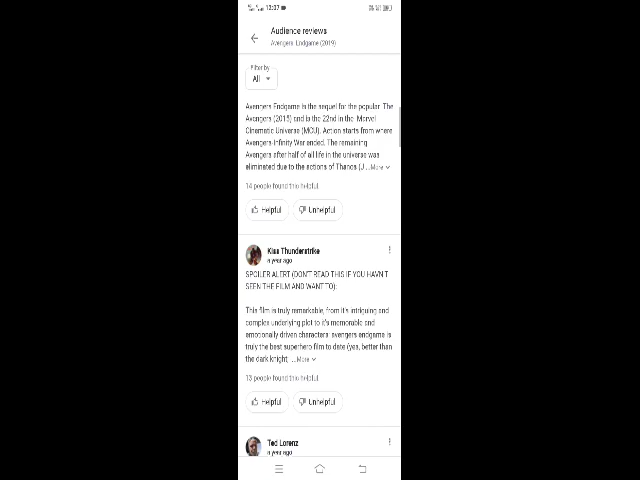 12:07
Audience reviews
Avengers: Endgame (2019)
Filter by
All
Avengers Endgame is the sequel for the popular, The
Avengers (2015) and is the 22nd in the Marvel
Cinematic Universe (MCU). Action starts from where
Avengers-Infinity War ended. The remaining
Avengers after half of all life in the universe was
eliminated due to the actions of Thanos (J ...More
14 people found this helpful
Helpful
Unhelpful
Kiss Thunderstrike
a year ago
SPOILER ALERT (DON'T READ THIS IF YOU HAVN'T
SEEN THE FILM AND WANT TO):
This film is truly remarkable, from it's intriguing and
complex underlying plot to it's memorable and
emotionally driven characters: avengers endgame is
truly the best superhero film to date (yes, better than
the dark knight, ...More
13 people found this helpful
Helpful
Unhelpful
Ted Lorenz
a year ago